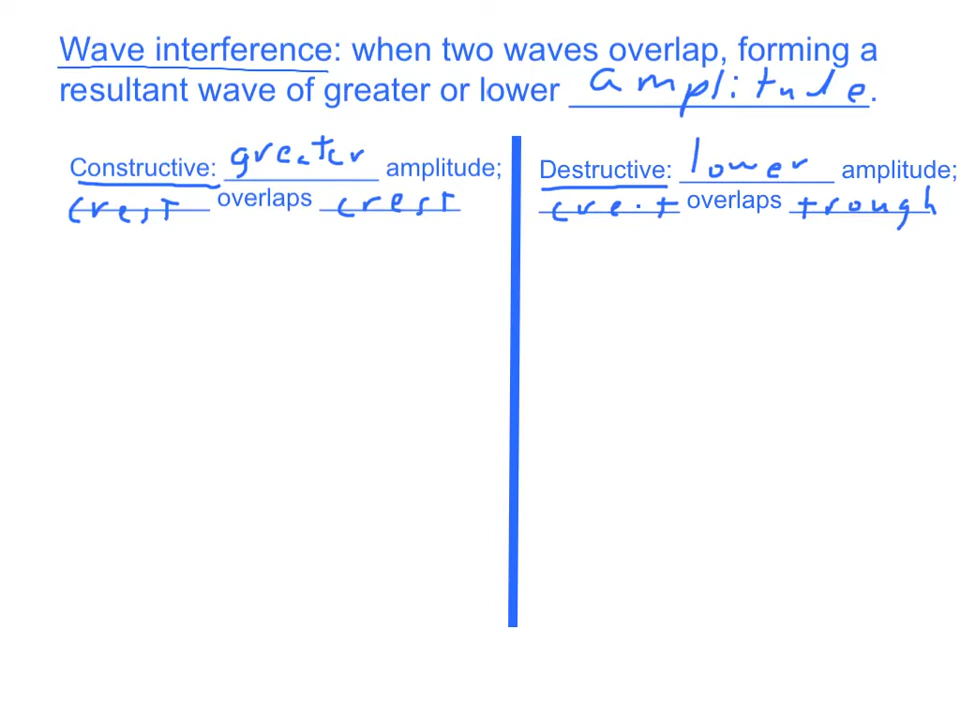 Wave interference: when two waves overlap, forming a
resultant wave of greater or lower amplitude.
Constructive: greater amplitude;
crest overlaps crest
Destructive: lower amplitude;
crest overlaps trough